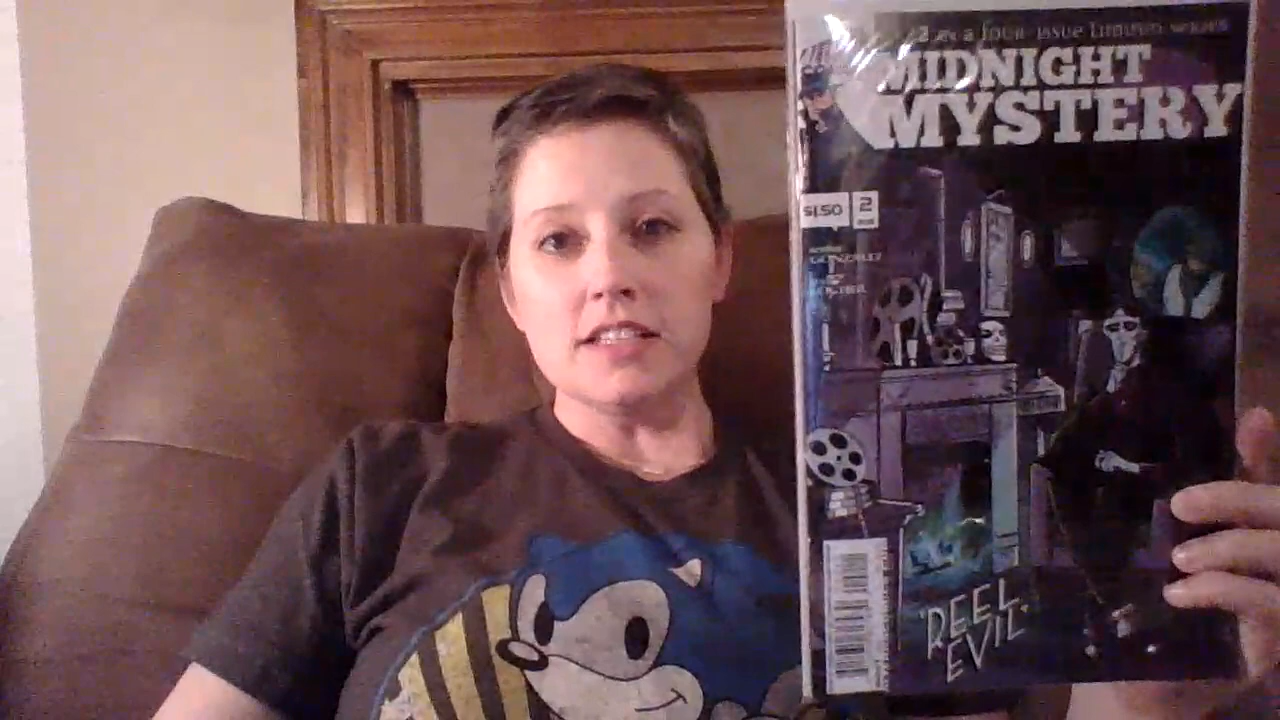 a four issue limited series
MIDNIGHT
MYSTERY
$1.50 2
REEL
EVIL